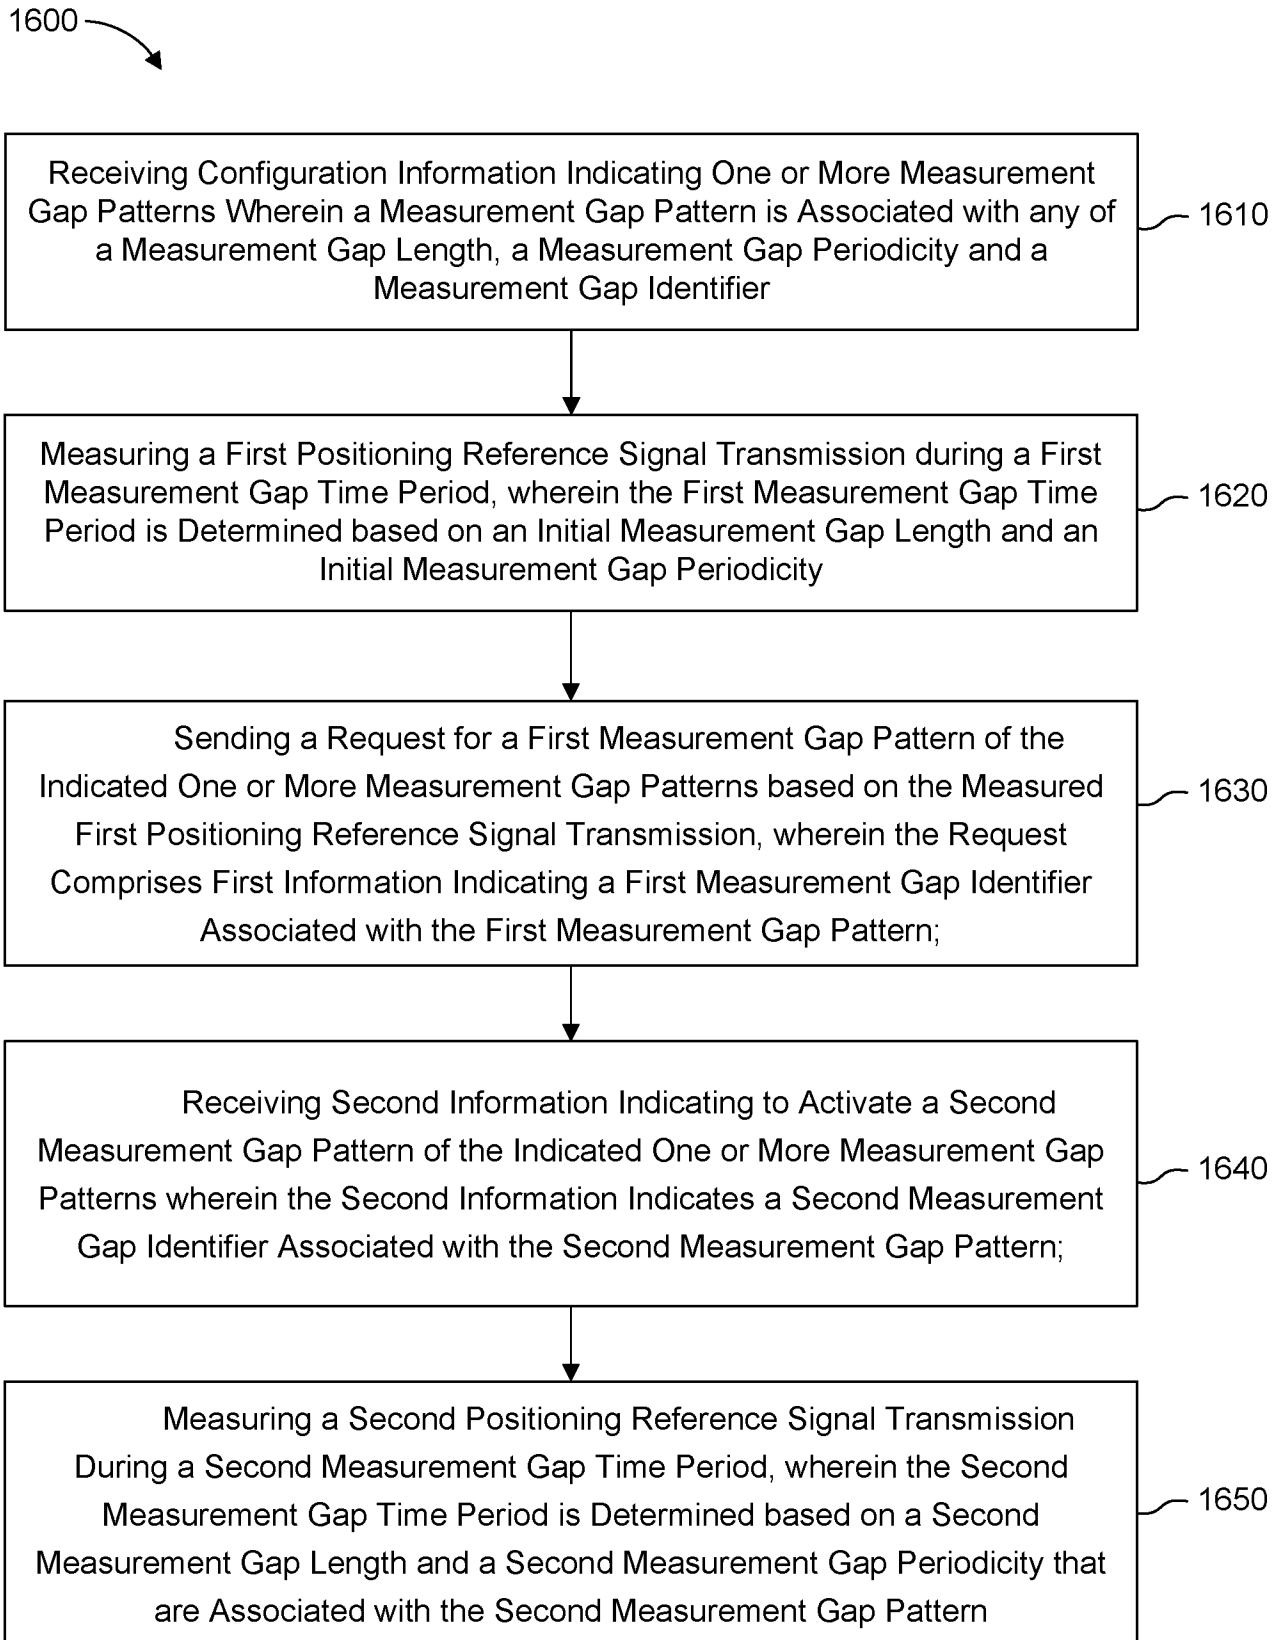 1600
Receiving Configuration Information Indicating One or More Measurement
Gap Patterns Wherein a Measurement Gap Pattern is Associated with any of
a Measurement Gap Length, a Measurement Gap Periodicity and a
Measurement Gap Identifier
1610
Measuring a First Positioning Reference Signal Transmission during a First
Measurement Gap Time Period, wherein the First Measurement Gap Time
Period is Determined based on an Initial Measurement Gap Length and an
Initial Measurement Gap Periodicity
1620
Sending a Request for a First Measurement Gap Pattern of the
Indicated One or More Measurement Gap Patterns based on the Measured
First Positioning Reference Signal Transmission, wherein the Request
Comprises First Information Indicating a First Measurement Gap Identifier
Associated with the First Measurement Gap Pattern;
1630
Receiving Second Information Indicating to Activate a Second
Measurement Gap Pattern of the Indicated One or More Measurement Gap
Patterns wherein the Second Information Indicates a Second Measurement
Gap Identifier Associated with the Second Measurement Gap Pattern;
1640
Measuring a Second Positioning Reference Signal Transmission
During a Second Measurement Gap Time Period, wherein the Second
Measurement Gap Time Period is Determined based on a Second
Measurement Gap Length and a Second Measurement Gap Periodicity that
are Associated with the Second Measurement Gap Pattern
1650